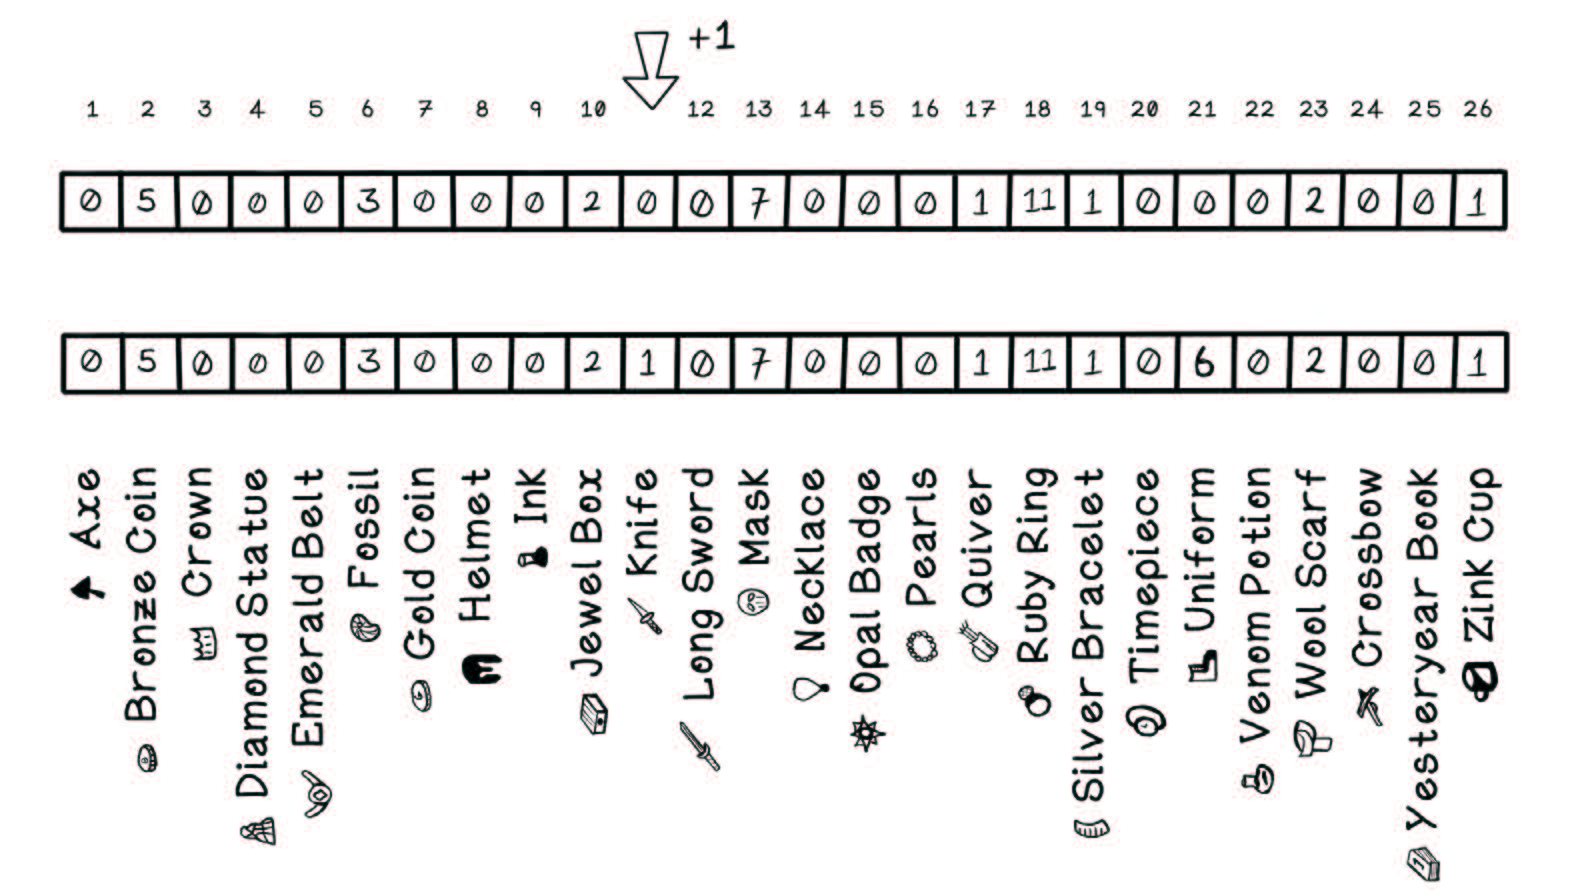 +1
1 2 3 4 5 6 7 8 9 10 12 13 14 15 16 17 18 19 20 21 22 23 24 25 26
0 5 0 0 0 3 0 0 0 2 0 0 7 0 0 0 1 11 1 0 0 0 2 0 0 1
0 5 0 0 0 3 0 0 0 2 1 0 7 0 0 0 1 11 1 0 6 0 2 0 0 1
Axe
Bronze Coin
Crown
Diamond Statue
Emerald Belt
Fossil
Gold Coin
Helmet
Ink
Jewel Box
Knife
Long Sword
Mask
Necklace
Opal Badge
Pearls
Quiver
Ruby Ring
Silver Bracelet
Timepiece
Uniform
Venom Potion
Wool Scarf
Crossbow
Yesteryear Book
Zink Cup